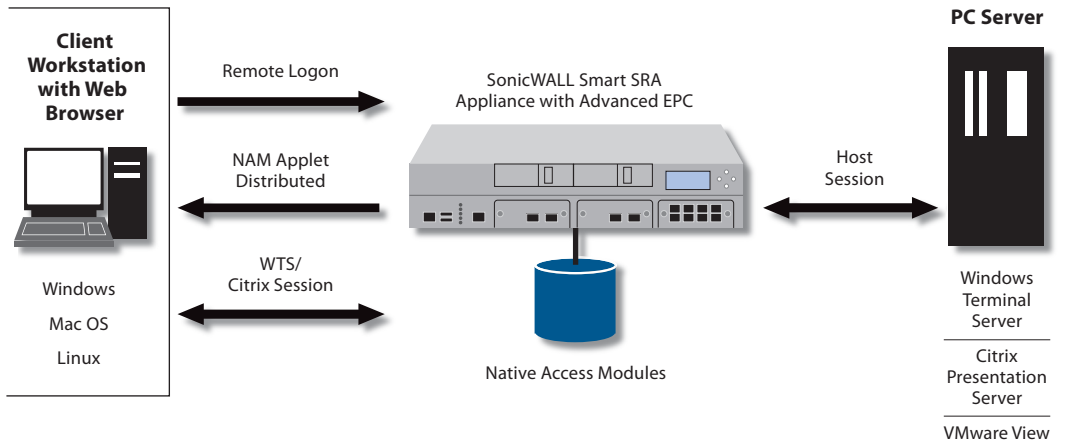 Client
Workstation
with Web
Browser
Windows
Mac OS
Linux
Remote Logon
NAM Applet
Distributed
WTS/
Citrix Session
SonicWALL Smart SRA
Appliance with Advanced EPC
Native Access Modules
Host
Session
PC Server
Windows
Terminal
Server
Citrix
Presentation
Server
VMware View